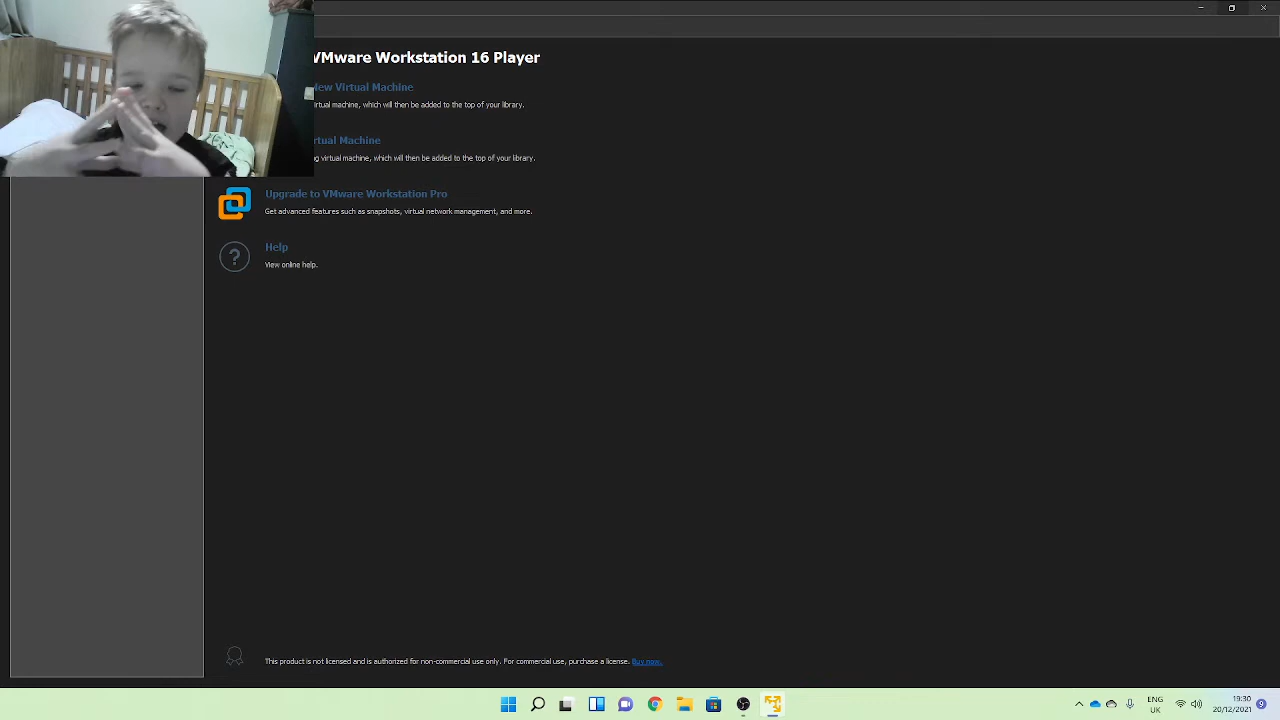 VMware Workstation 16 Player
New Virtual Machine
virtual machine, which will then be added to the top of your library.
Virtual Machine
virtual machine, which will then be added to the top of your library.
Upgrade to VMware Workstation Pro
Get advanced features such as snapshots, virtual network management, and more.
?
Help
View online help.
This product is not licensed and is authorized for non-commercial use only. For commercial use, purchase a license. Buy now.
ENG
UK
19:30
20/12/2021